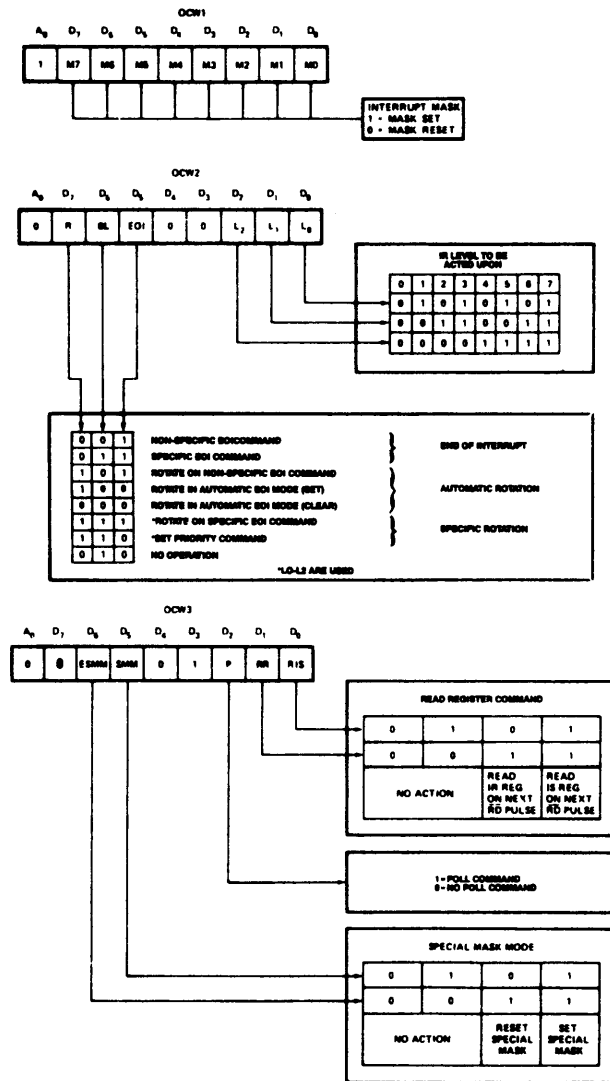 OCW1
A0 D7 D6 D5 D4 D3 D2 D1 D0
1 M7 M6 M5 M4 M3 M2 M1 M0
INTERRUPT MASK
1 - MASK SET
0 - MASK RESET
OCW2
A0 D7 D6 D5 D4 D3 D2 D1 D0
0 R SL EOI 0 0 L2 L1 L0
IR LEVEL TO BE
ACTED UPON
0 1 2 3 4 5 6 7
0 1 0 1 0 1 0 1
0 0 1 1 0 0 1 1
0 0 0 0 1 1 1 1
0 0 1 NON-SPECIFIC EOI COMMAND
0 1 1 SPECIFIC EOI COMMAND
END OF INTERRUPT
1 0 1 ROTATE ON NON-SPECIFIC EOI COMMAND
1 0 0 ROTATE IN AUTOMATIC EOI MODE (SET)
0 0 0 ROTATE IN AUTOMATIC EOI MODE (CLEAR)
AUTOMATIC ROTATION
1 1 1 *ROTATE ON SPECIFIC EOI COMMAND
1 1 0 *SET PRIORITY COMMAND
SPECIFIC ROTATION
0 1 0 NO OPERATION
*L0-L2 ARE USED
OCW3
A0 D7 D6 D5 D4 D3 D2 D1 D0
0 0 ESMM SMM 0 1 P RR RIS
READ REGISTER COMMAND
0 1 0 1
0 0 1 1
NO ACTION
READ
IR REG
ON NEXT
RD PULSE
READ
IS REG
ON NEXT
RD PULSE
1 - POLL COMMAND
0 - NO POLL COMMAND
SPECIAL MASK MODE
0 1 0 1
0 0 1 1
NO ACTION
RESET
SPECIAL
MASK
SET
SPECIAL
MASK